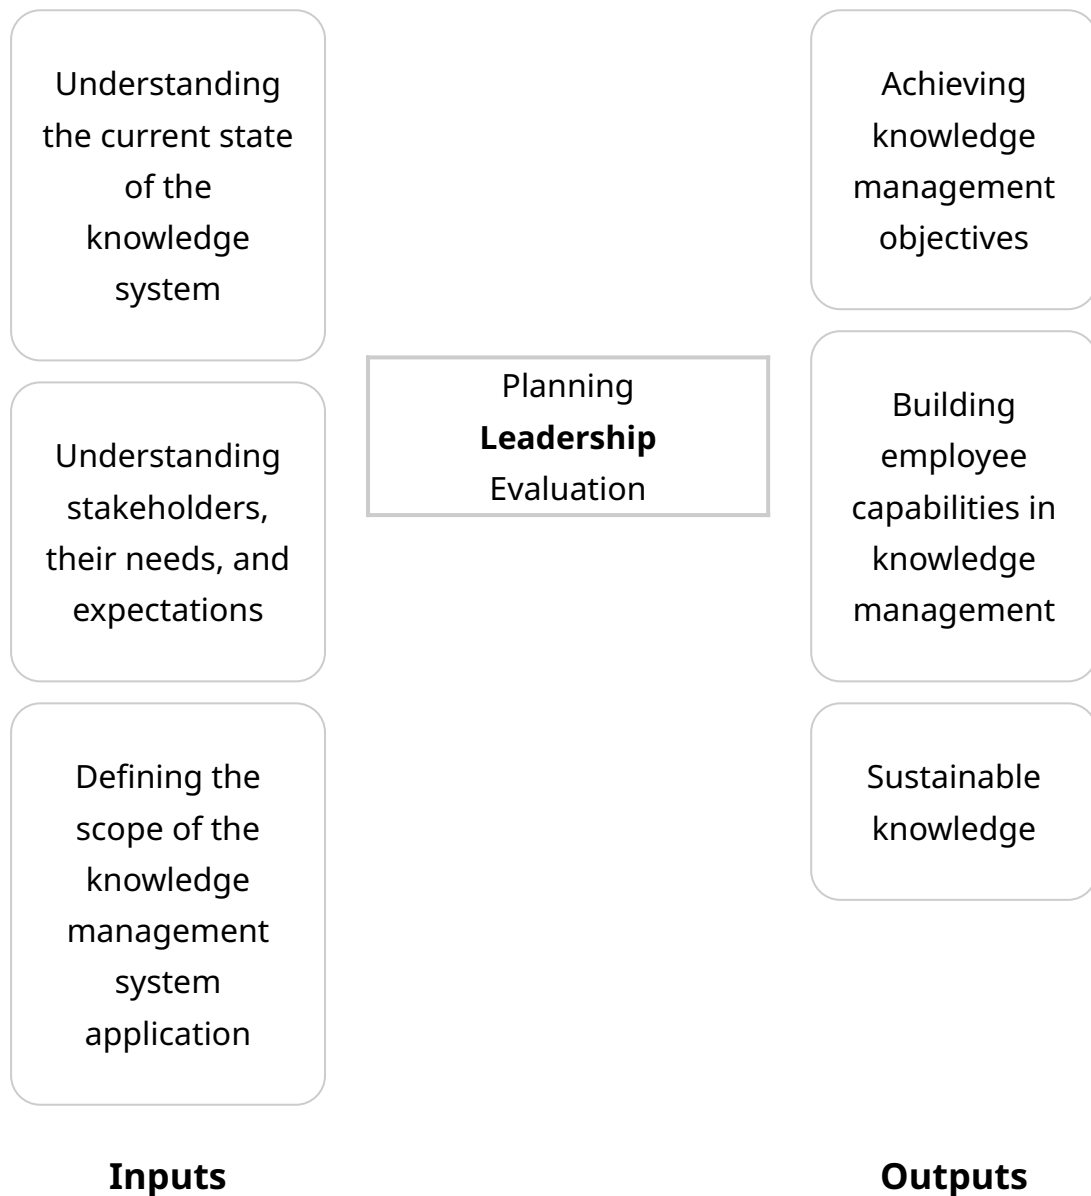 Understanding
the current state
of the
knowledge
system
Understanding
stakeholders,
their needs, and
expectations
Defining the
scope of the
knowledge
management
system
application
Inputs
Planning
Leadership
Evaluation
Achieving
knowledge
management
objectives
Building
employee
capabilities in
knowledge
management
Sustainable
knowledge
Outputs